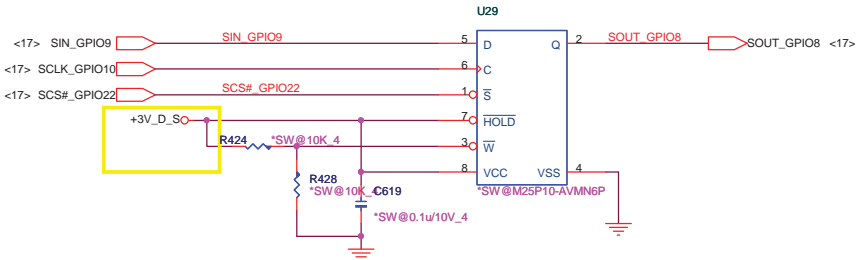 U29
<17> SIN_GPIO9 SIN_GPIO9 5 D Q 2 SOUT_GPIO8 SOUT_GPIO8 <17>
<17> SCLK_GPIO10 6 C
<17> SCS#_GPIO22 SCS#_GPIO22 1 S
+3V_D_S 7 HOLD
R424 *SW@10K_4 3 W
8 VCC VSS 4
R428
*SW@10K_4 C619 *SW@M25P10-AVMN6P
*SW@0.1u/10V_4